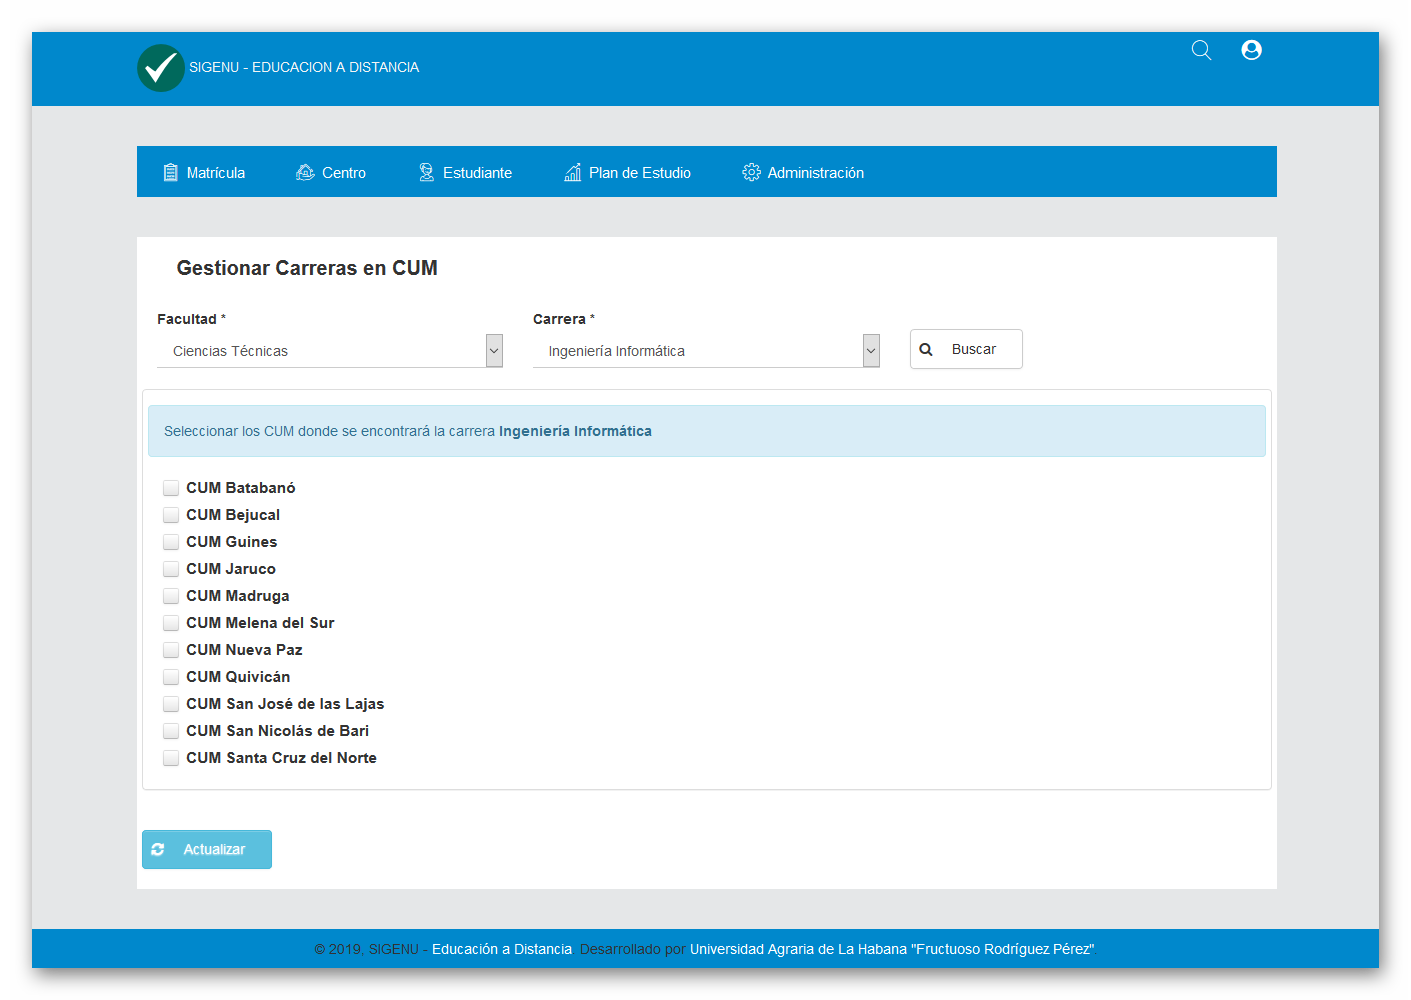 SIGENU - EDUCACION A DISTANCIA
Matrícula Centro Estudiante Plan de Estudio Administración
Gestionar Carreras en CUM
Facultad * Carrera *
Ciencias Técnicas Ingeniería Informática Buscar
Seleccionar los CUM donde se encontrará la carrera Ingeniería Informática
CUM Batabanó
CUM Bejucal
CUM Guines
CUM Jaruco
CUM Madruga
CUM Melena del Sur
CUM Nueva Paz
CUM Quivicán
CUM San José de las Lajas
CUM San Nicolás de Bari
CUM Santa Cruz del Norte
Actualizar
© 2019, SIGENU - Educación a Distancia. Desarrollado por Universidad Agraria de La Habana "Fructuoso Rodríguez Pérez".